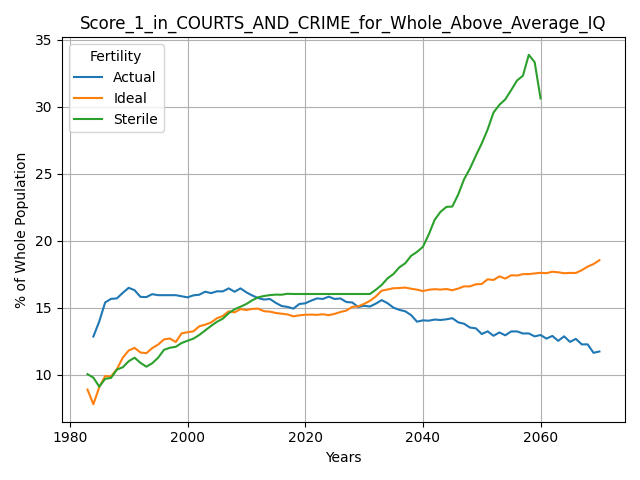 Score_1_in_COURTS_AND_CRIME_for_Whole_Above_Average_IQ
35
30
25
20
15
10
% of Whole Population
Fertility
Actual
Ideal
Sterile
1980
2000
2020
2040
2060
Years